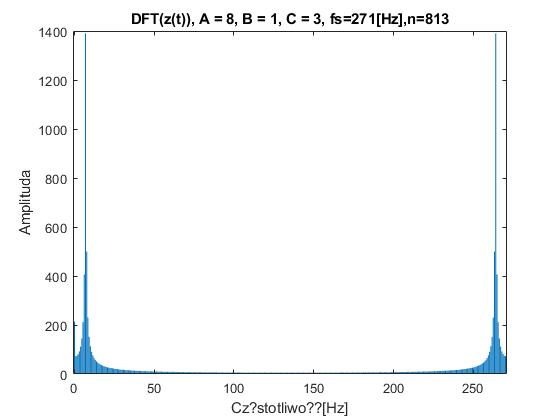 DFT(z(t)), A = 8, B = 1, C = 3, fs=271[Hz],n=813
1400
1200
1000
800
600
400
200
0
Amplituda
0 50 100 150 200 250
Cz?stotliwo??[Hz]